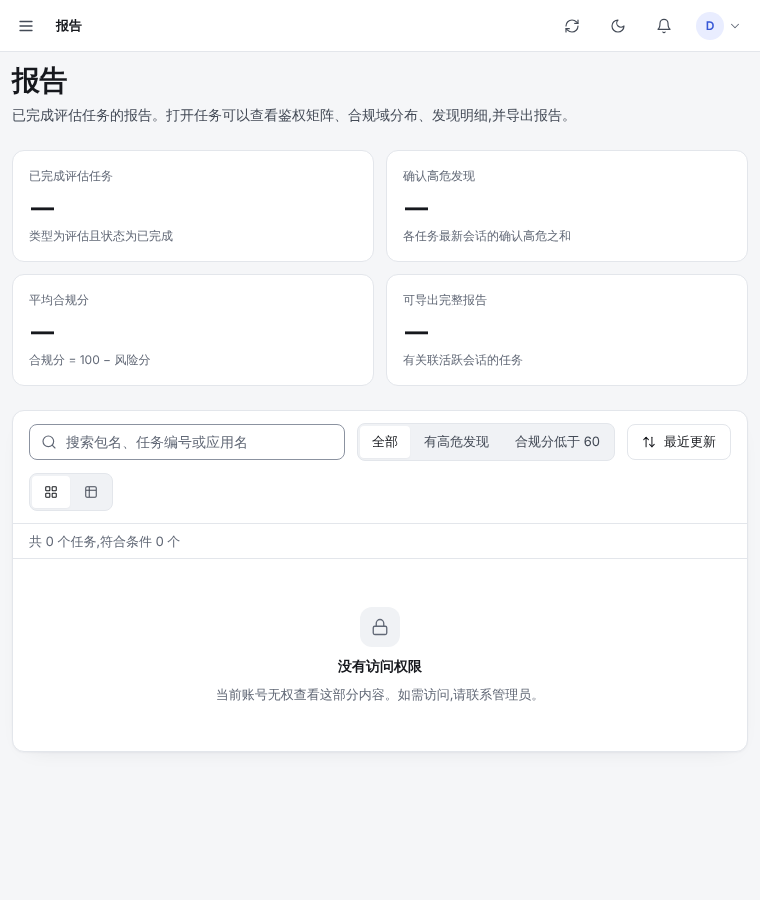 报告
D
报告
已完成评估任务的报告。打开任务可以查看鉴权矩阵、合规域分布、发现明细,并导出报告。
已完成评估任务
—
类型为评估且状态为已完成
确认高危发现
—
各任务最新会话的确认高危之和
平均合规分
—
合规分 = 100 − 风险分
可导出完整报告
—
有关联活跃会话的任务
搜索包名、任务编号或应用名
全部
有高危发现
合规分低于 60
最近更新
共 0 个任务,符合条件 0 个
没有访问权限
当前账号无权查看这部分内容。如需访问,请联系管理员。